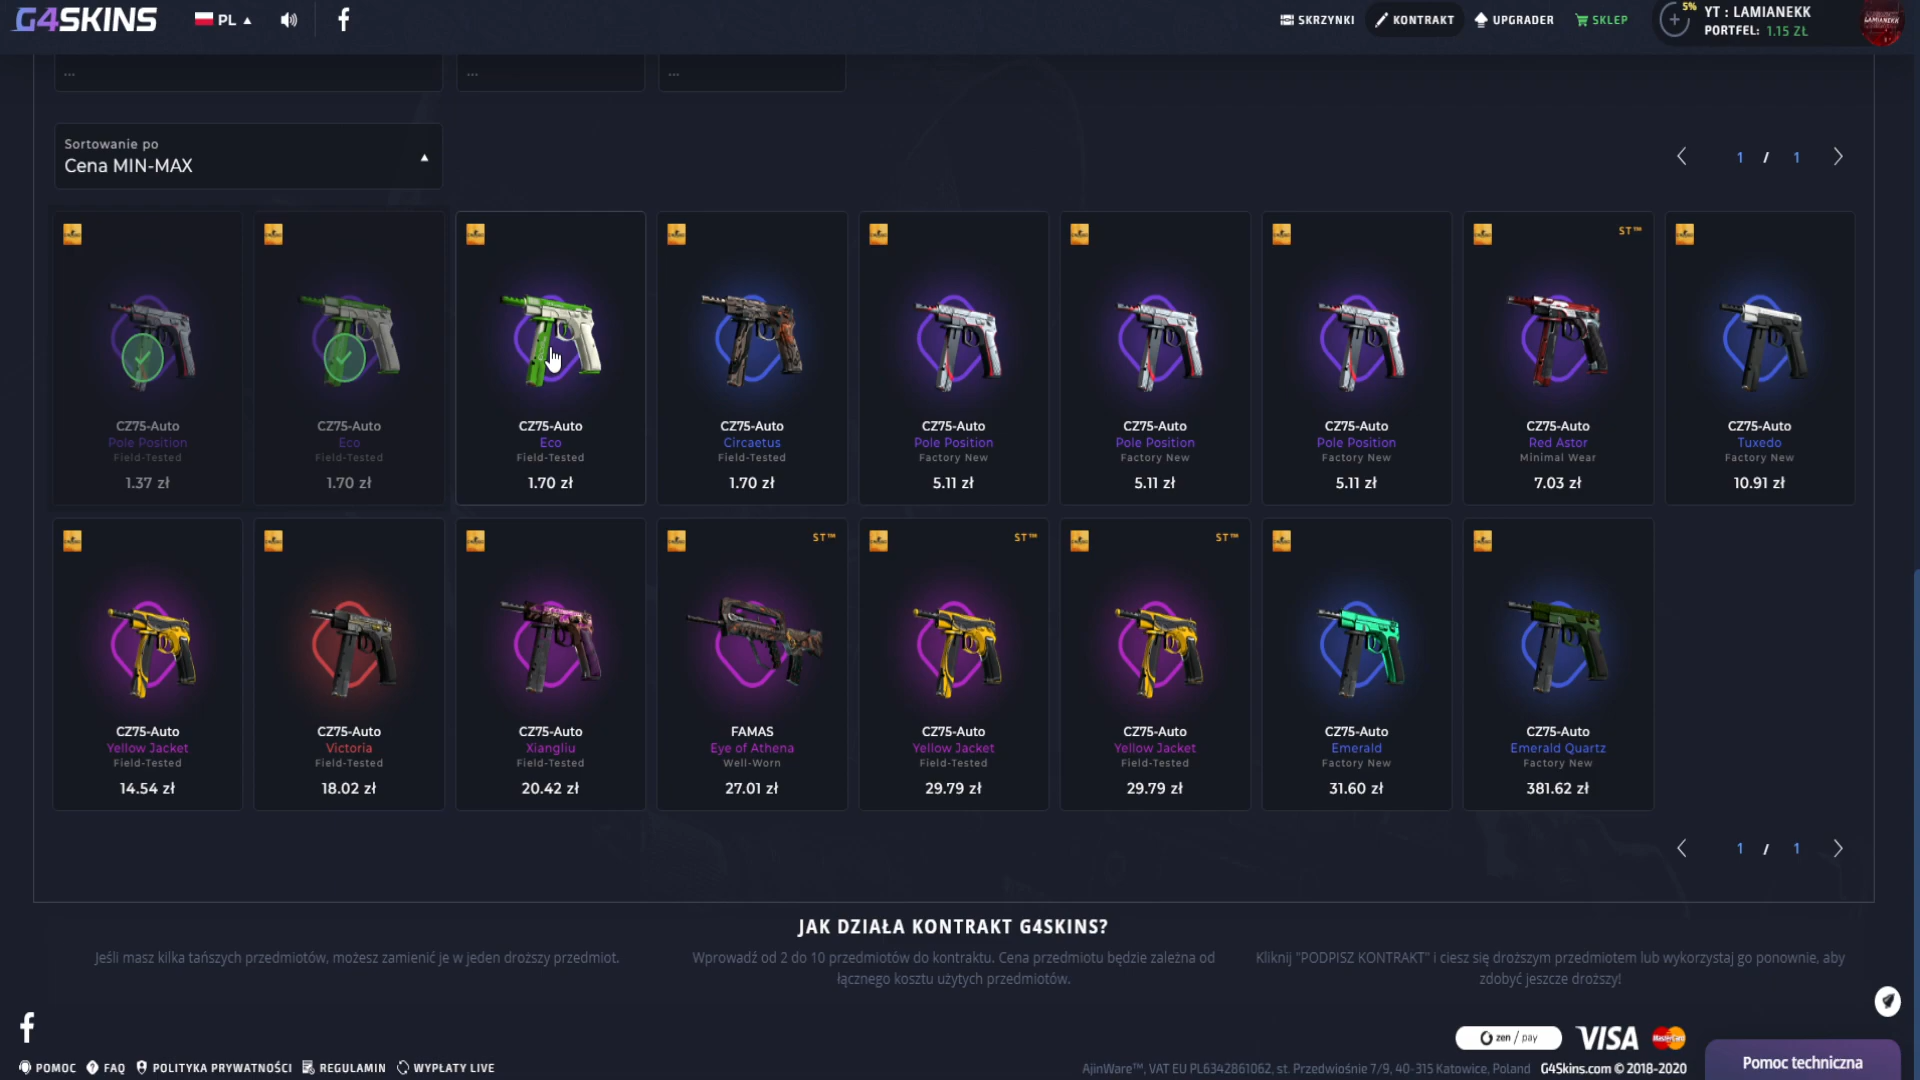 G4SKINS
PL
SKRZYNKI
KONTRAKT
UPGRADER
SKLEP
5%
YT : LAMIANEKK
PORTFEL: 1.15 ZŁ
...
...
...
Sortowanie po
Cena MIN-MAX
1 / 1
ST™
CZ75-Auto
Pole Position
Field-Tested
1.37 zł
CZ75-Auto
Eco
Field-Tested
1.70 zł
CZ75-Auto
Eco
Field-Tested
1.70 zł
CZ75-Auto
Circaetus
Field-Tested
1.70 zł
CZ75-Auto
Pole Position
Factory New
5.11 zł
CZ75-Auto
Pole Position
Factory New
5.11 zł
CZ75-Auto
Pole Position
Factory New
5.11 zł
CZ75-Auto
Red Astor
Minimal Wear
7.03 zł
CZ75-Auto
Tuxedo
Factory New
10.91 zł
ST™
ST™
ST™
CZ75-Auto
Yellow Jacket
Field-Tested
14.54 zł
CZ75-Auto
Victoria
Field-Tested
18.02 zł
CZ75-Auto
Xiangliu
Field-Tested
20.42 zł
FAMAS
Eye of Athena
Well-Worn
27.01 zł
CZ75-Auto
Yellow Jacket
Field-Tested
29.79 zł
CZ75-Auto
Yellow Jacket
Field-Tested
29.79 zł
CZ75-Auto
Emerald
Factory New
31.60 zł
CZ75-Auto
Emerald Quartz
Factory New
381.62 zł
1 / 1
JAK DZIAŁA KONTRAKT G4SKINS?
Jeśli masz kilka tańszych przedmiotów, możesz zamienić je w jeden droższy przedmiot.
Wprowadź od 2 do 10 przedmiotów do kontraktu. Cena przedmiotu będzie zależna od
łącznego kosztu użytych przedmiotów.
Kliknij "PODPISZ KONTRAKT" i ciesz się droższym przedmiotem lub wykorzystaj go ponownie, aby
zdobyć jeszcze droższy!
zen / pay
VISA
MasterCard
POMOC
FAQ
POLITYKA PRYWATNOŚCI
REGULAMIN
WYPŁATY LIVE
AjinWare™, VAT EU PL6342861062, st. Przedwiośnie 7/9, 40-315 Katowice, Poland
G4Skins.com © 2018-2020
Pomoc techniczna